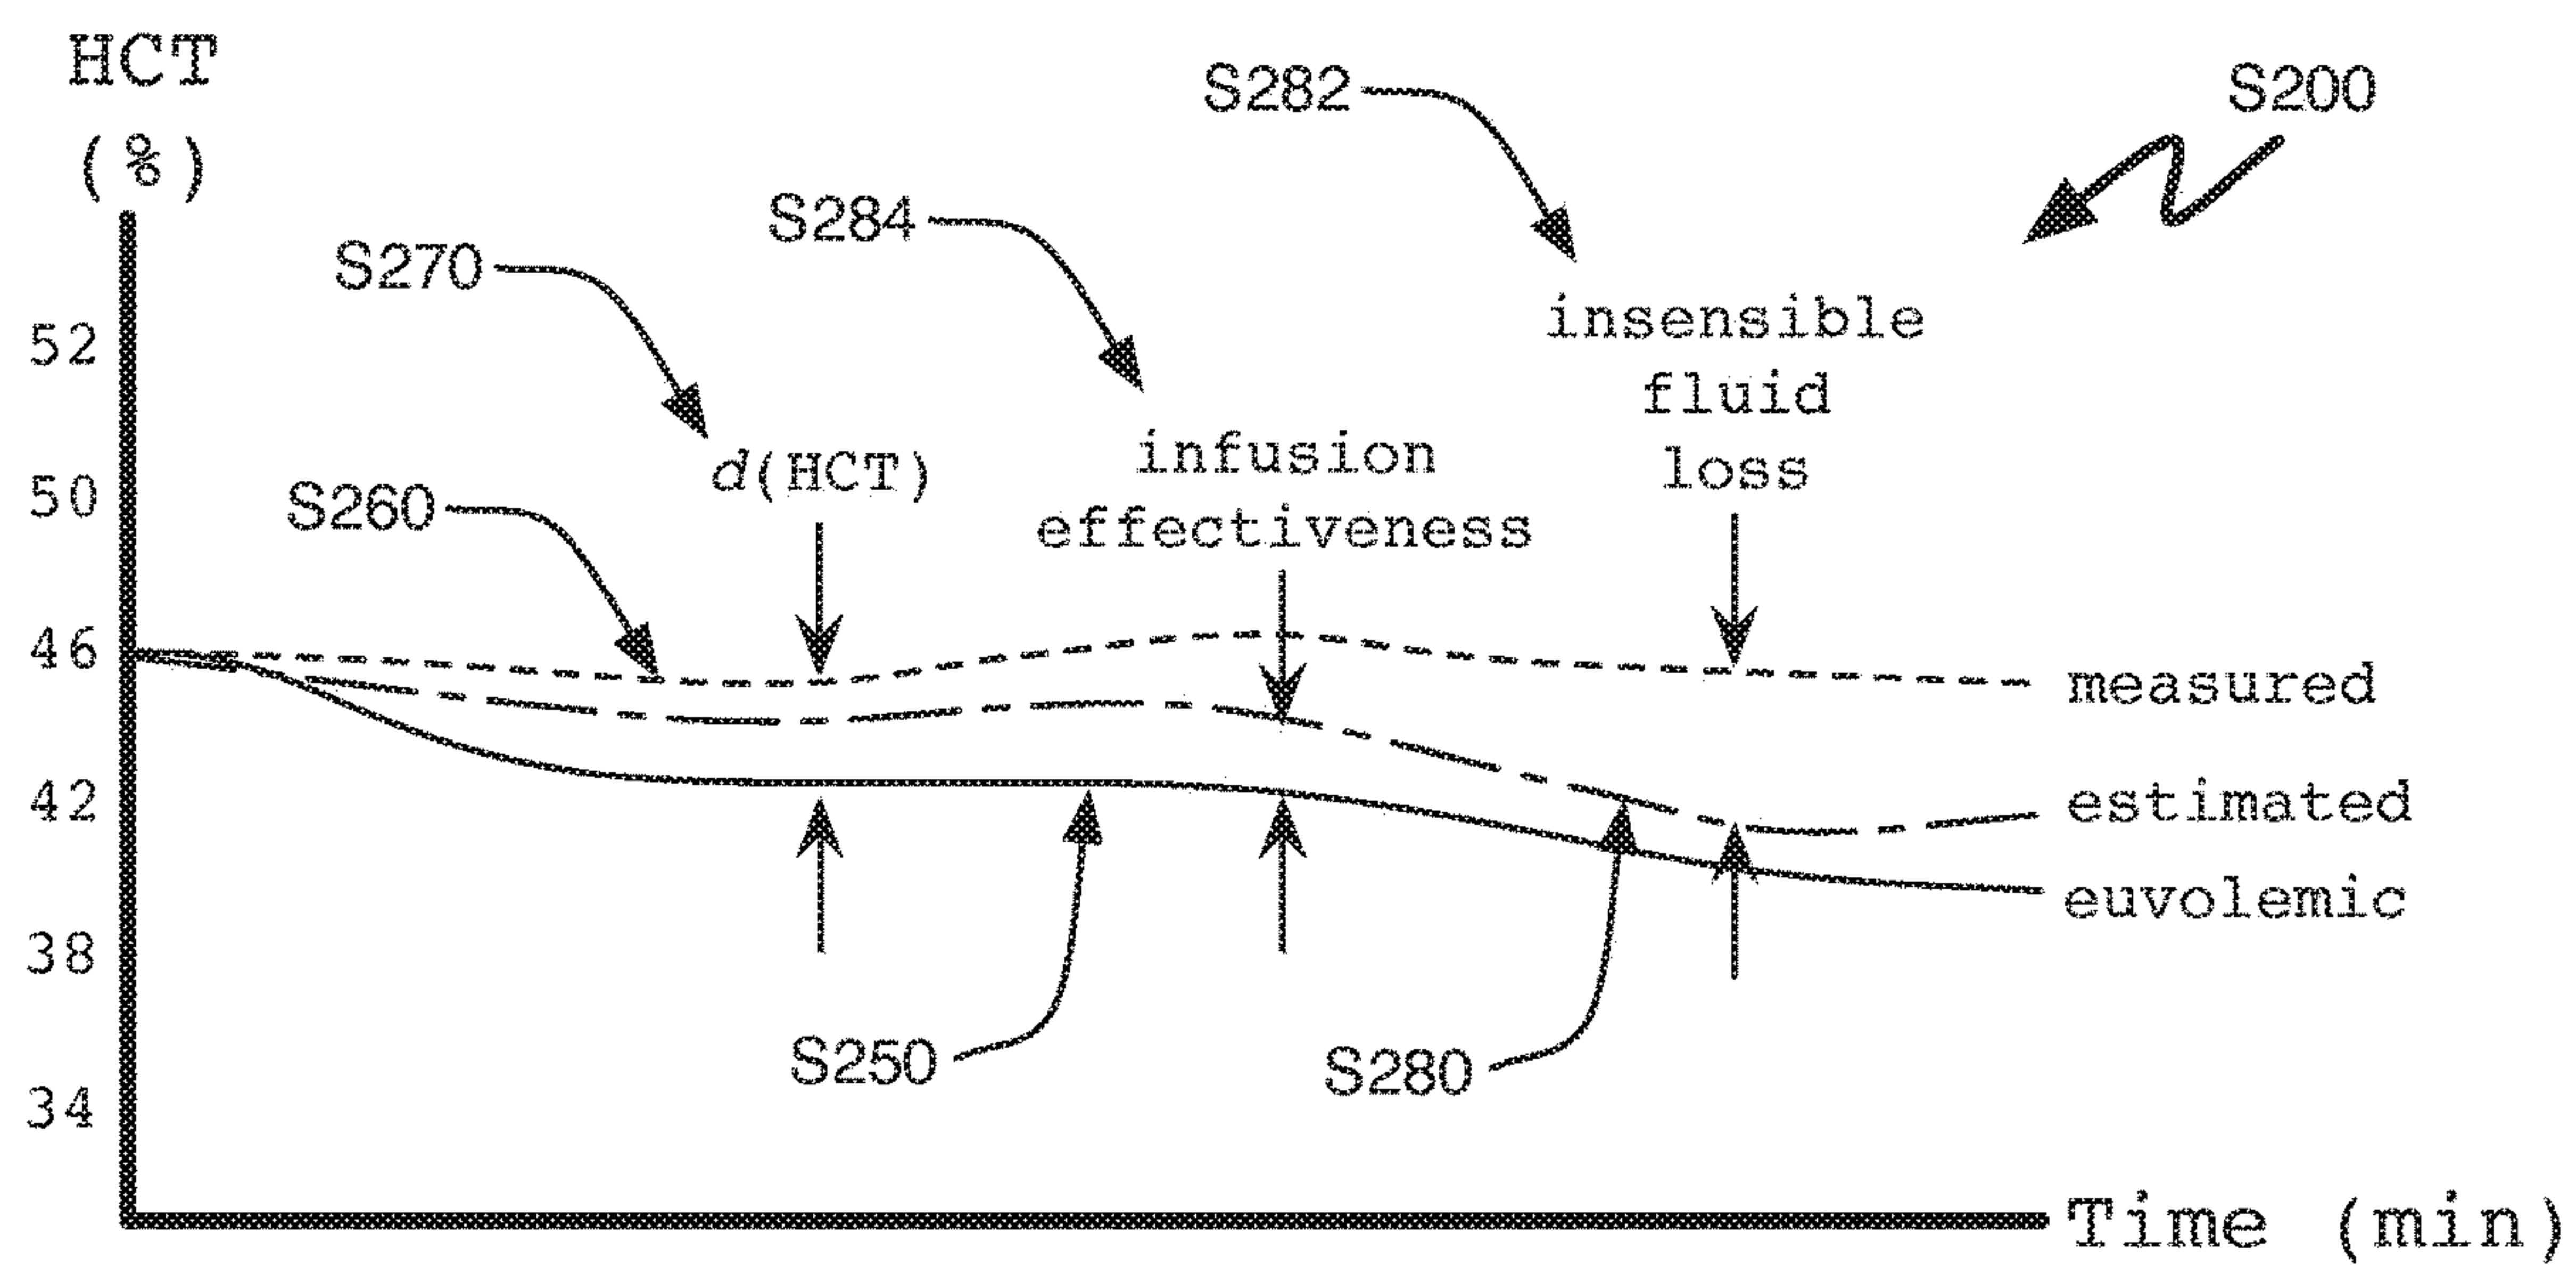 HCT
(%)
S282
S200
S284
S270
insensible
fluid
loss
52
infusion
effectiveness
d(HCT)
50
S260
46
measured
42
estimated
euvolemic
38
S250
S280
34
Time (min)